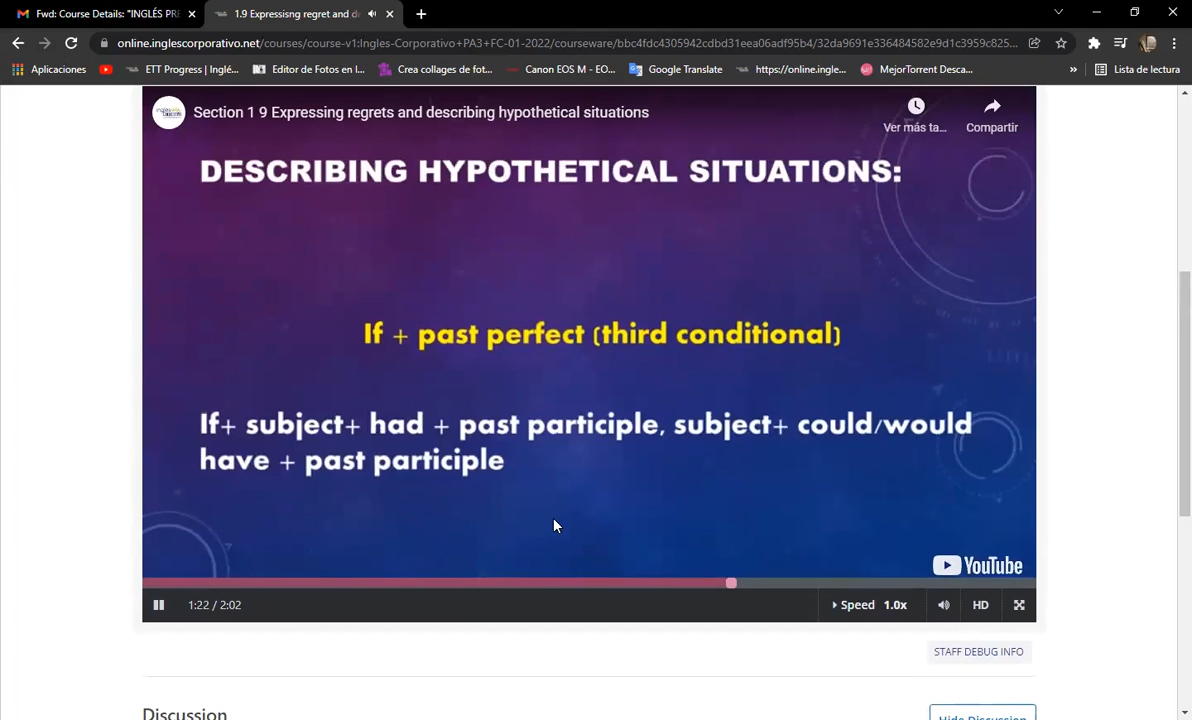 Fwd: Course Details: "INGLÉS PR
1.9 Expressisng regret and d
online.inglescorporativo.net/courses/course-v1:Ingles-Corporativo+PA3+FC-01-2022/courseware/bbc4fdc4305942cdbd31eea06adf95b4/32da9691e336484582e9d1c3959c825...
Aplicaciones
ETT Progress | Inglé...
Editor de Fotos en l...
Crea collages de fot...
Canon EOS M - EO...
Google Translate
https://online.ingle...
MejorTorrent Desca...
»
Lista de lectura
Section 1 9 Expressing regrets and describing hypothetical situations
Ver más ta...
Compartir
DESCRIBING HYPOTHETICAL SITUATIONS:
If + past perfect (third conditional)
If+ subject+ had + past participle, subject+ could/would
have + past participle
YouTube
1:22 / 2:02
Speed 1.0x
HD
STAFF DEBUG INFO
Discussion
Hide Discussion